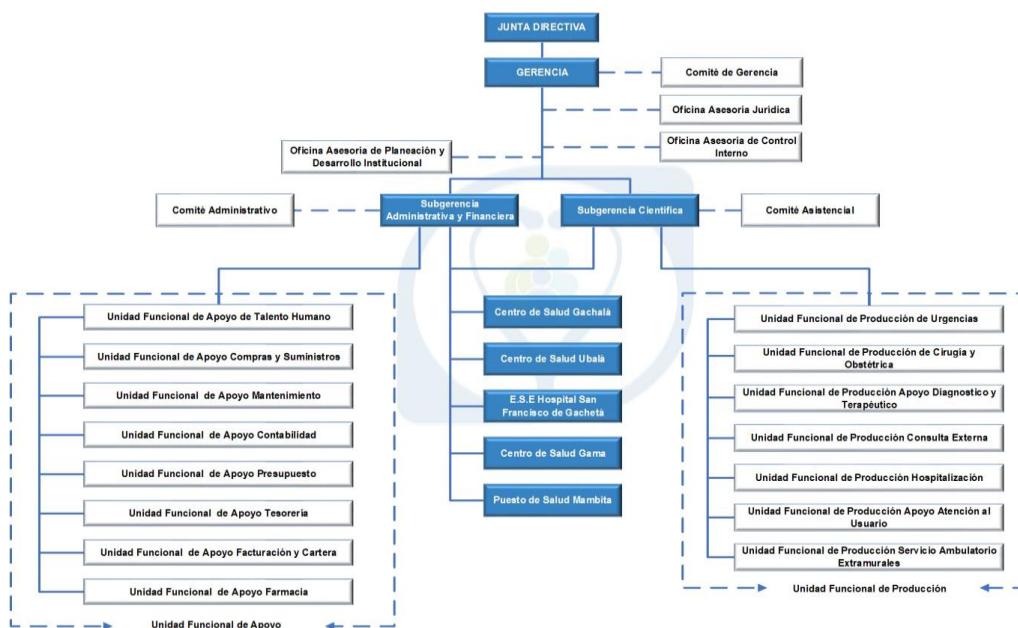 JUNTA DIRECTIVA
GERENCIA
Comité de Gerencia
Oficina Asesoria Juridica
Oficina Asesoria de Planeación y
Desarrollo Institucional
Oficina Asesoria de Control
Interno
Comité Administrativo
Subgerencia
Administrativa y Financiera
Subgerencia Cientifica
Comité Asistencial
Unidad Funcional de Apoyo de Talento Humano
Unidad Funcional de Apoyo Compras y Suministros
Unidad Funcional de Apoyo Mantenimiento
Unidad Funcional de Apoyo Contabilidad
Unidad Funcional de Apoyo Presupuesto
Unidad Funcional de Apoyo Tesoreria
Unidad Funcional de Apoyo Facturación y Cartera
Unidad Funcional de Apoyo Farmacia
Unidad Funcional de Apoyo
Centro de Salud Gachalà
Centro de Salud Ubalà
E.S.E Hospital San
Francisco de Gachetà
Centro de Salud Gama
Puesto de Salud Mambita
Unidad Funcional de Producción de Urgencias
Unidad Funcional de Producción de Cirugia y
Obstétrica
Unidad Funcional de Producción Apoyo Diagnostico y
Terapéutico
Unidad Funcional de Producción Consulta Externa
Unidad Funcional de Producción Hospitalización
Unidad Funcional de Producción Apoyo Atención al
Usuario
Unidad Funcional de Producción Servicio Ambulatorio
Extramurales
Unidad Funcional de Producción